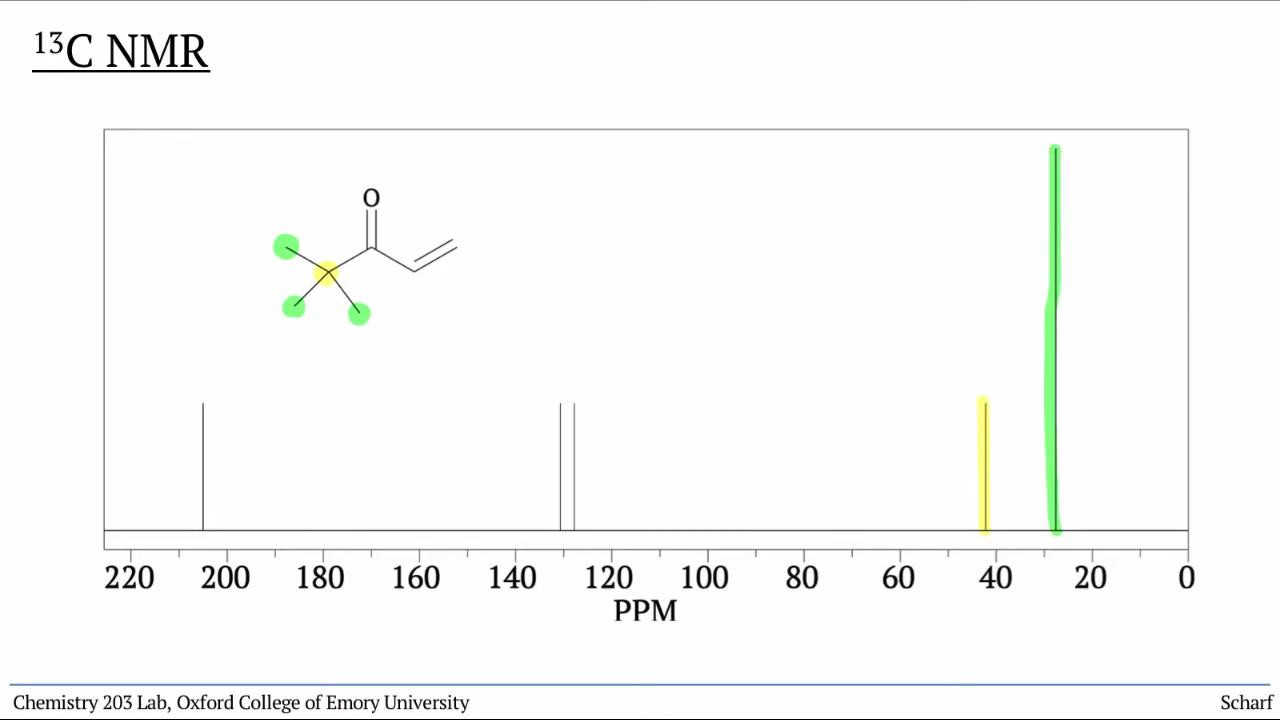 ¹³C NMR
O
220 200 180 160 140 120 100 80 60 40 20 0
PPM
Chemistry 203 Lab, Oxford College of Emory University Scharf